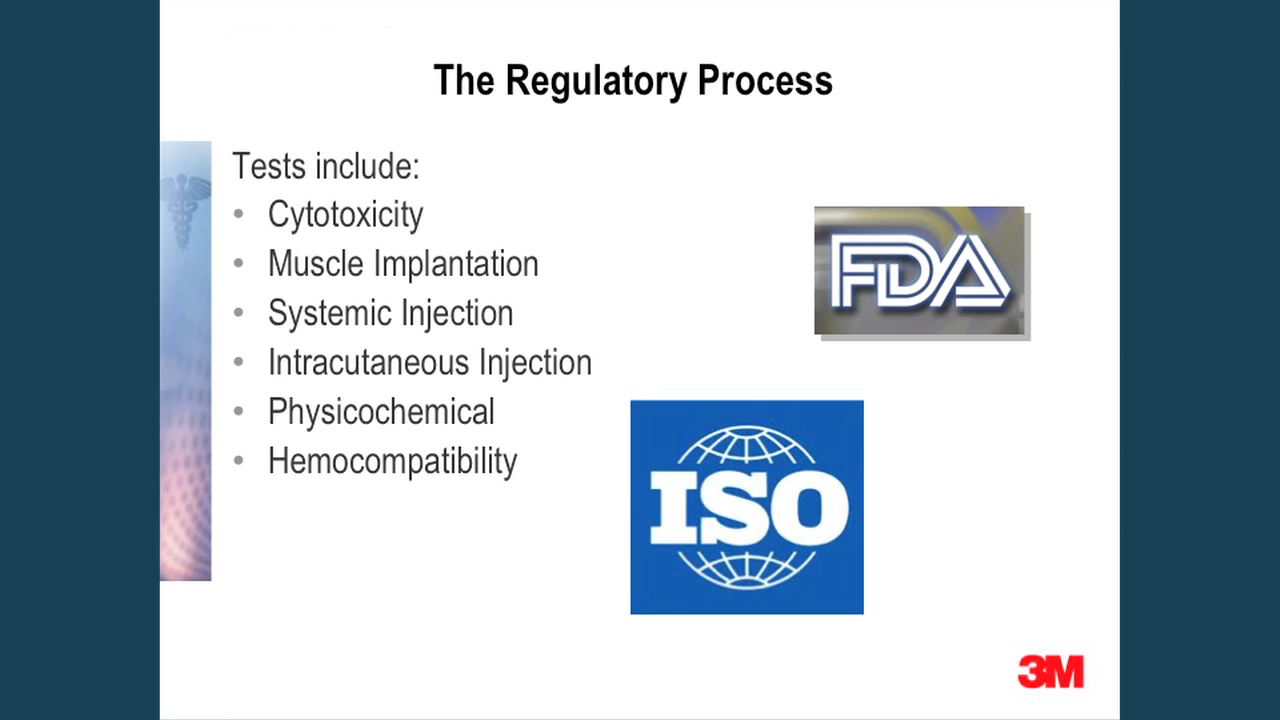 The Regulatory Process
Tests include:
• Cytotoxicity
• Muscle Implantation
• Systemic Injection
• Intracutaneous Injection
• Physicochemical
• Hemocompatibility
FDA
ISO
3M